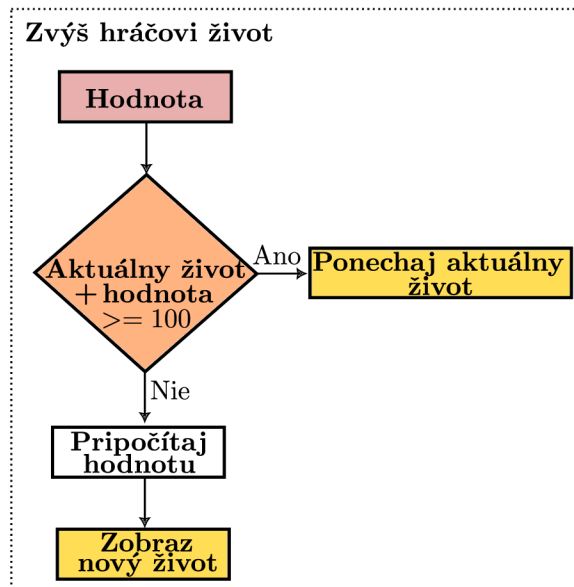 Zvýš hráčovi život
Hodnota
Aktuálny život
+ hodnota
>= 100
Ano
Ponechaj aktuálny
život
Nie
Pripočítaj
hodnotu
Zobraz
nový život